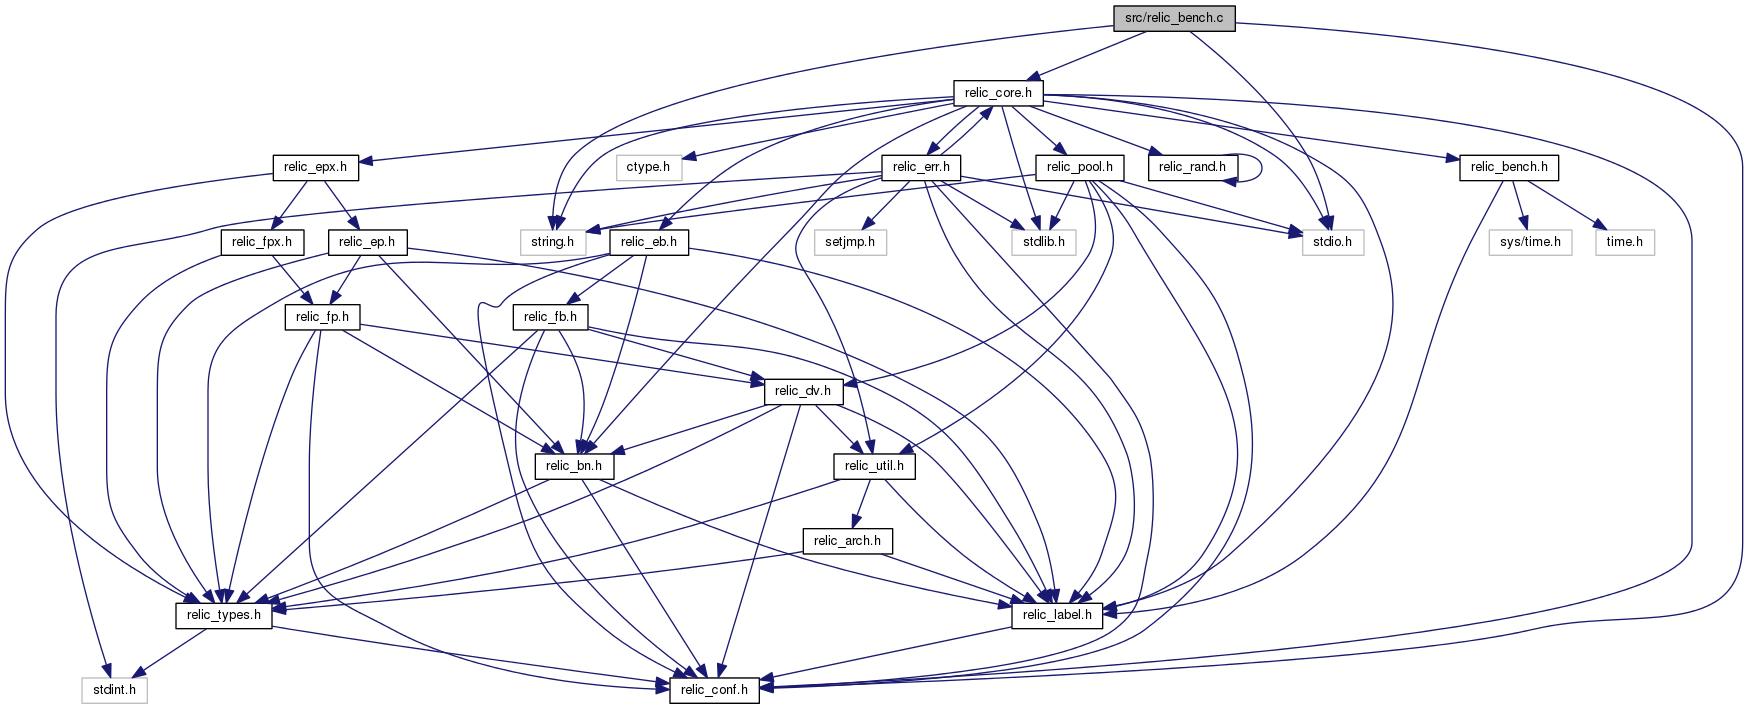 src/relic_bench.c
relic_core.h
relic_epx.h
ctype.h
relic_err.h
relic_pool.h
relic_rand.h
relic_bench.h
relic_fpx.h
relic_ep.h
string.h
relic_eb.h
setjmp.h
stdlib.h
stdio.h
sys/time.h
time.h
relic_fp.h
relic_fb.h
relic_dv.h
relic_bn.h
relic_util.h
relic_arch.h
relic_types.h
relic_label.h
stdint.h
relic_conf.h